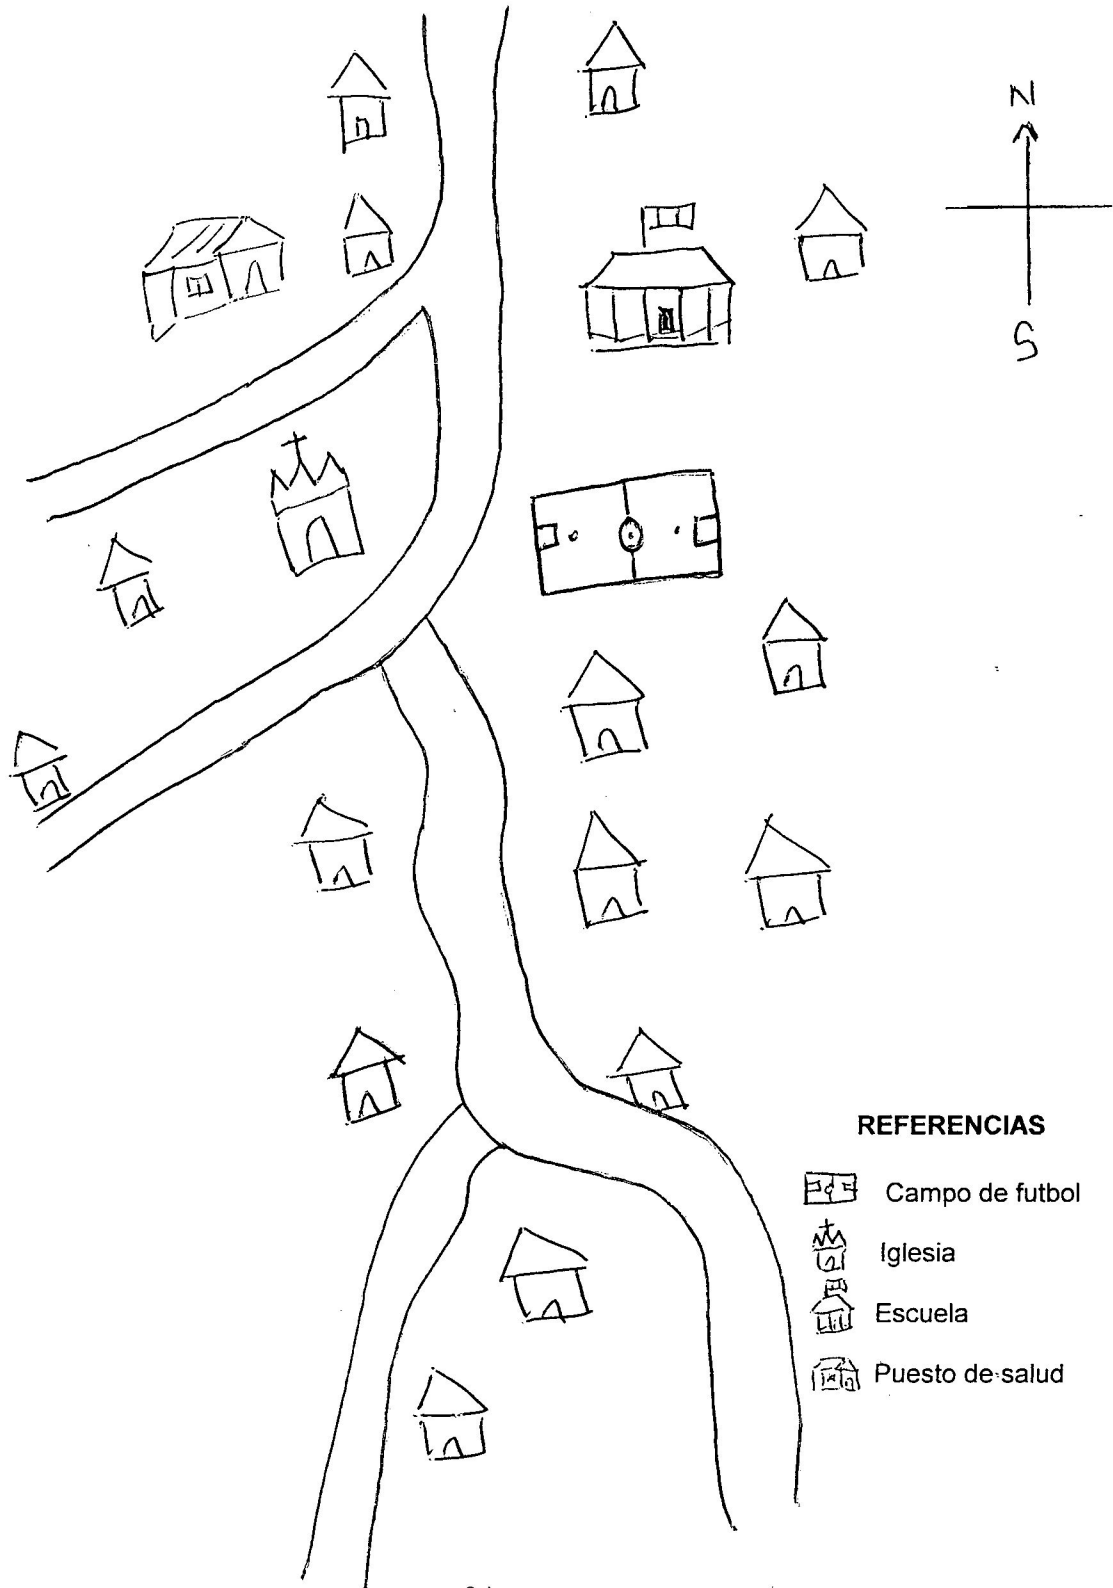 N
S
REFERENCIAS
Campo de futbol
Iglesia
Escuela
Puesto de salud